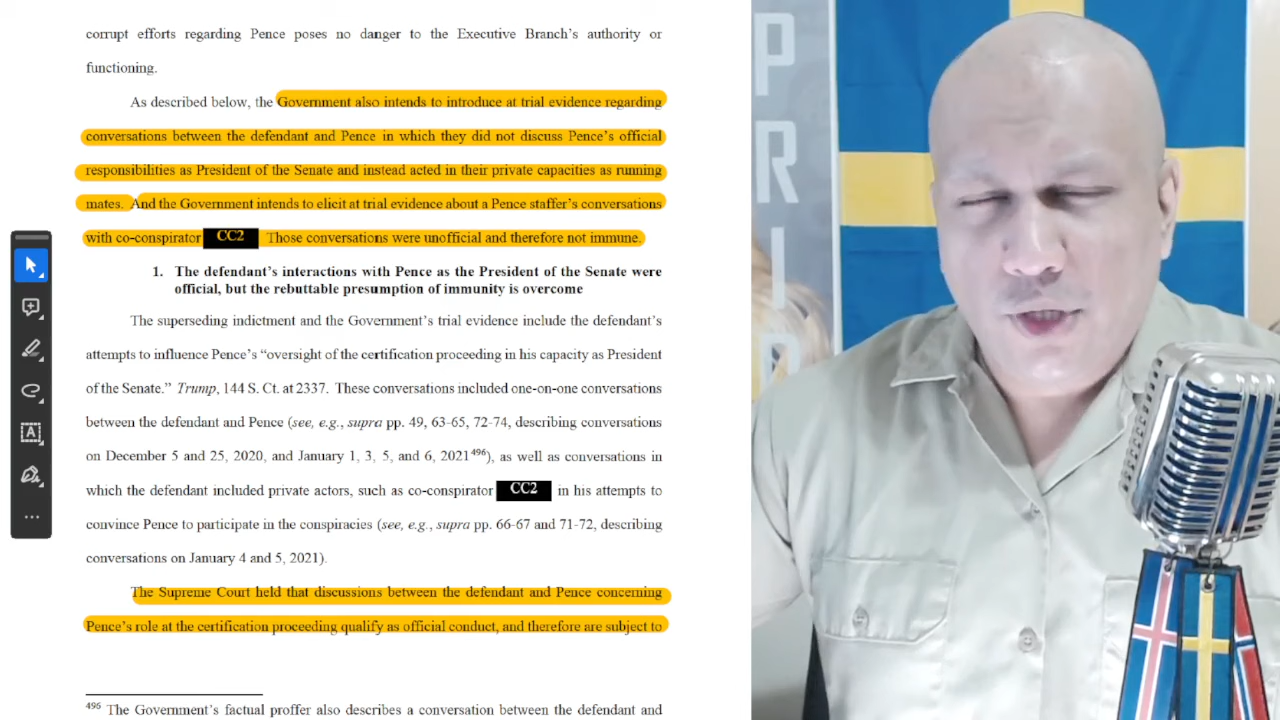 corrupt efforts regarding Pence poses no danger to the Executive Branch's authority or
functioning.
As described below, the Government also intends to introduce at trial evidence regarding
conversations between the defendant and Pence in which they did not discuss Pence's official
responsibilities as President of the Senate and instead acted in their private capacities as running
mates. And the Government intends to elicit at trial evidence about a Pence staffer's conversations
with co-conspirator CC2 Those conversations were unofficial and therefore not immune.
1. The defendant's interactions with Pence as the President of the Senate were
official, but the rebuttable presumption of immunity is overcome
The superseding indictment and the Government's trial evidence include the defendant's
attempts to influence Pence's “oversight of the certification proceeding in his capacity as President
of the Senate.” Trump, 144 S. Ct. at 2337. These conversations included one-on-one conversations
between the defendant and Pence (see, e.g., supra pp. 49, 63-65, 72-74, describing conversations
on December 5 and 25, 2020, and January 1, 3, 5, and 6, 2021496), as well as conversations in
which the defendant included private actors, such as co-conspirator CC2 in his attempts to
convince Pence to participate in the conspiracies (see, e.g., supra pp. 66-67 and 71-72, describing
conversations on January 4 and 5, 2021).
The Supreme Court held that discussions between the defendant and Pence concerning
Pence's role at the certification proceeding qualify as official conduct, and therefore are subject to
496 The Government's factual proffer also describes a conversation between the defendant and
A
P
R
I